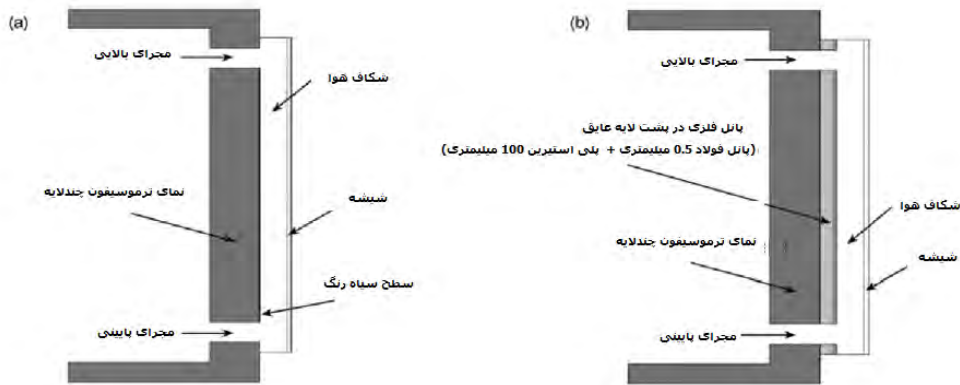 (a)
مجرای بالایی
شکاف هوا
نمای ترموسیفون چندلایه
شیشه
سطح سیاه رنگ
مجرای پایینی
(b)
مجرای بالایی
پانل فلزی در پشت لایه عایق
(پانل فولاد 0.5 میلیمتری + پلی استیرین 100 میلیمتری)
شکاف هوا
نمای ترموسیفون چندلایه
شیشه
مجرای پایینی